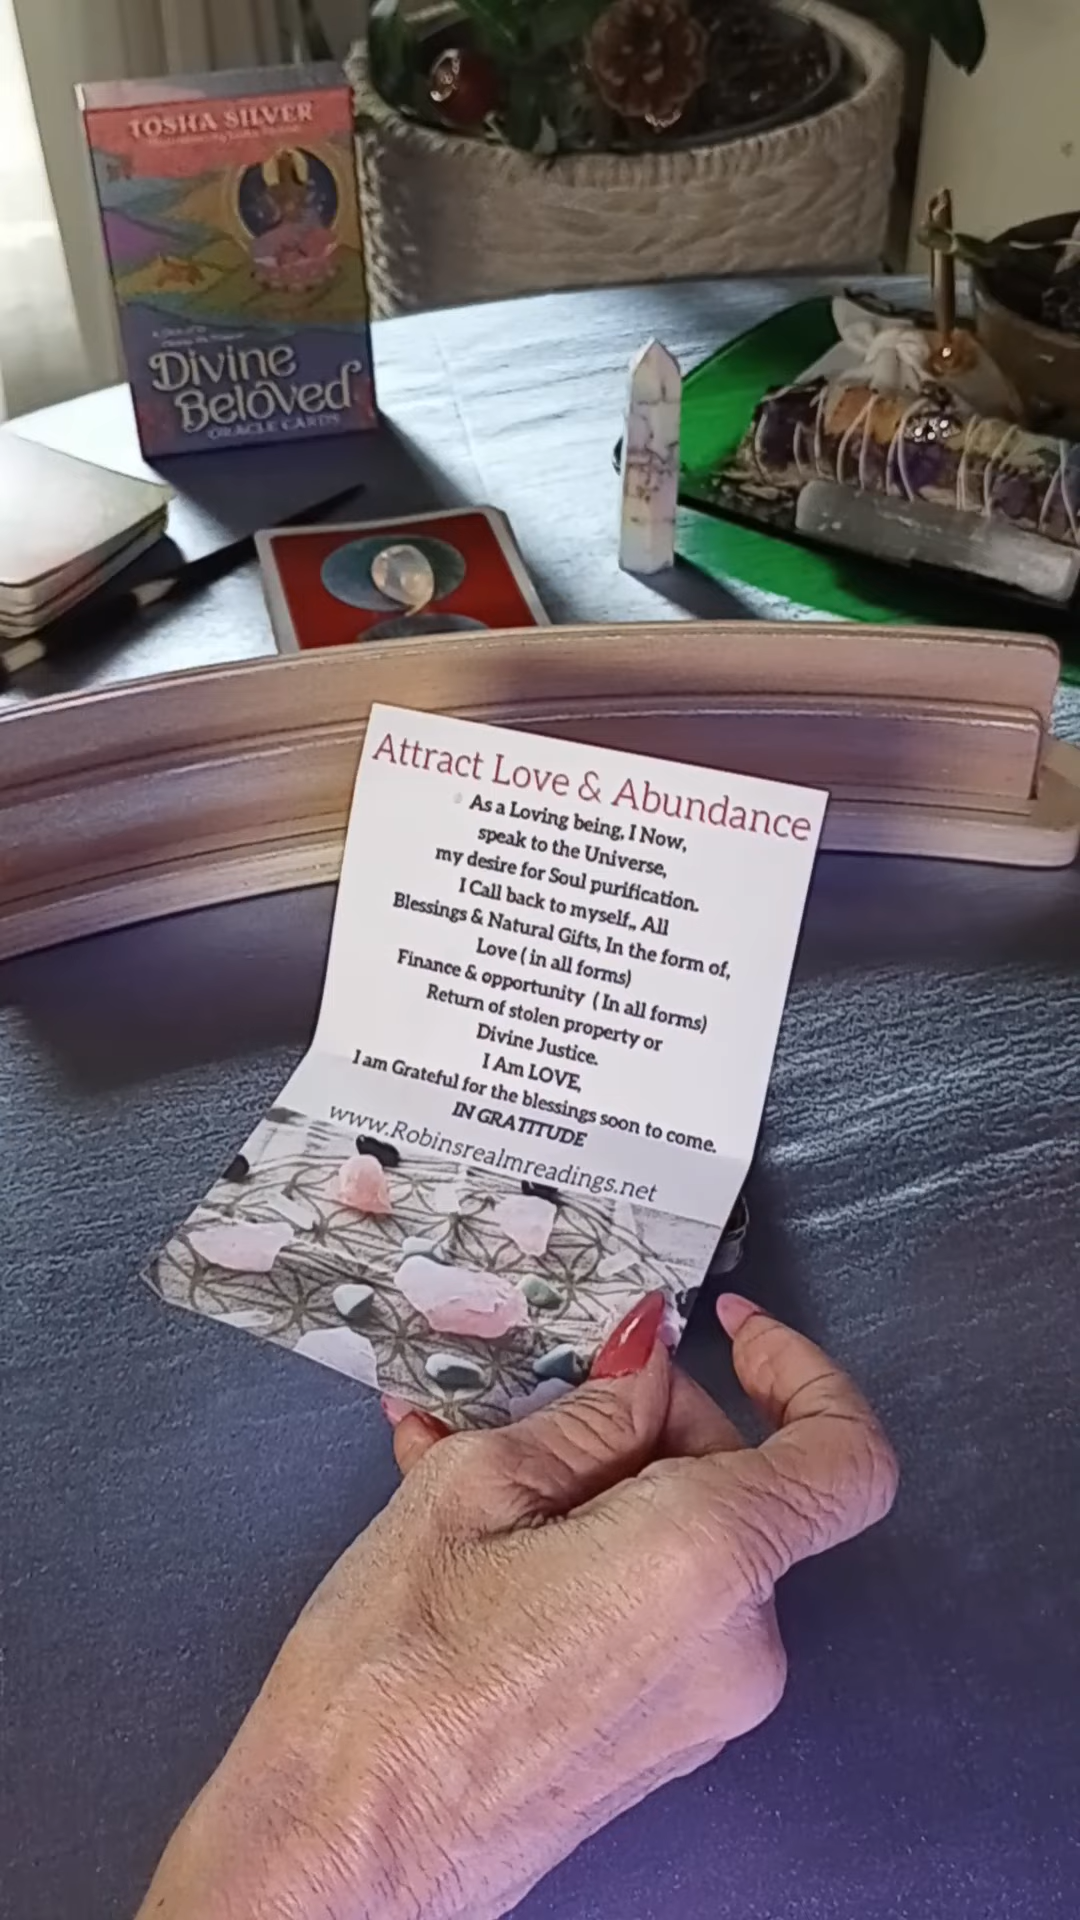 TOSHA SILVER
Divine
Beloved
ORACLE CARDS
Attract Love & Abundance
As a Loving being, I Now,
speak to the Universe,
my desire for Soul purification.
I Call back to myself,, All
Blessings & Natural Gifts, In the form of,
Love ( in all forms)
Finance & opportunity ( In all forms)
Return of stolen property or
Divine Justice.
I Am LOVE,
I am Grateful for the blessings soon to come.
IN GRATITUDE
www.Robinsrealmreadings.net